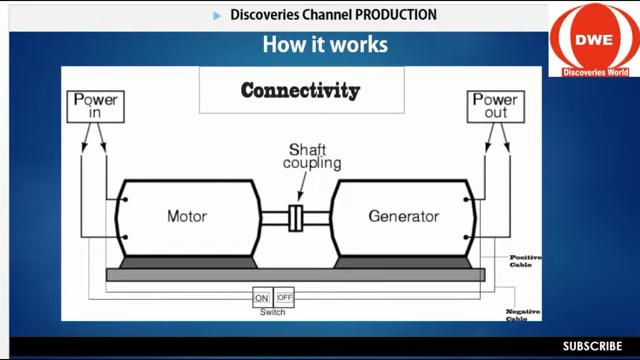 Discoveries Channel PRODUCTION
DWE
Discoveries World
How it works
Connectivity
Power
in
Power
out
Shaft
coupling
Motor
Generator
Positive
Cable
ON
OFF
Switch
Negative
Cable
SUBSCRIBE